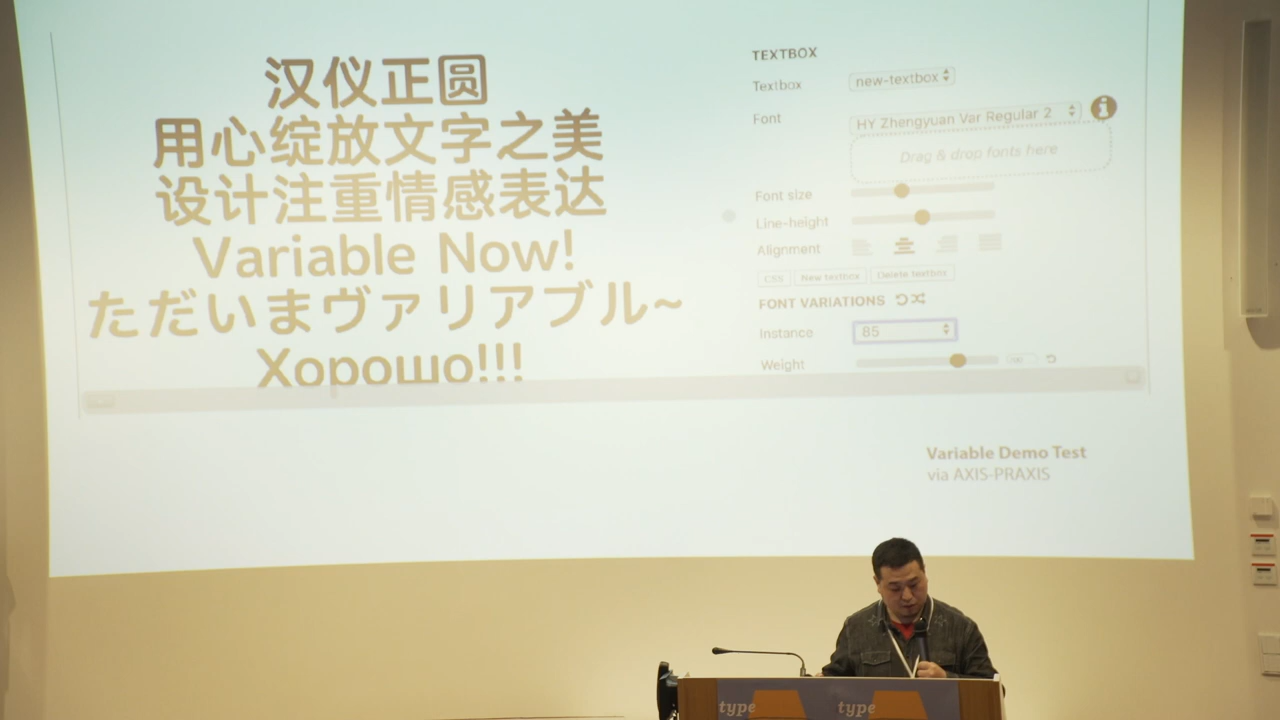 汉仪正圆
用心绽放文字之美
设计注重情感表达
Variable Now!
ただいまヴァリアブル~
Хорошо!!!
TEXTBOX
Textbox new-textbox
Font HY Zhengyuan Var Regular 2 i
Drag & drop fonts here
Font size
Line-height
Alignment
CSS New textbox Delete textbox
FONT VARIATIONS
Instance 85
Weight
Variable Demo Test
via AXIS-PRAXIS
type type